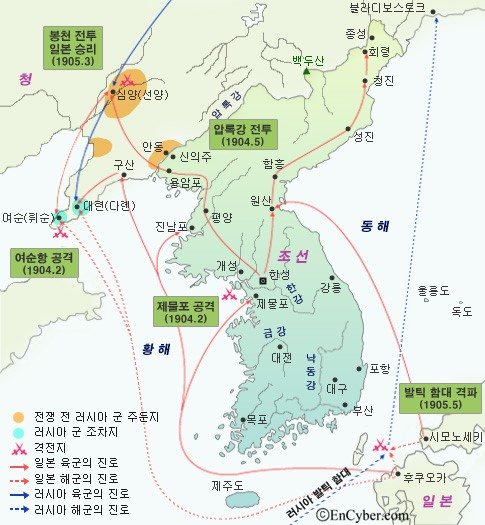 블라디보스토크
봉천 전투
일본 승리
(1905.3)
중성
회령
백두산
청진
청
심양(선양)
압록강
압록강 전투
(1904.5)
성진
안동
신의주
구산
용암포
함흥
대련(다롄)
여순(뤼순)
원산
평양
진남포
동 해
여순항 공격
(1904.2)
조 선
개성
한성
한강
강릉
울릉도
제물포 공격
(1904.2)
제몽포
독도
황 해
금 강
대전
낙동강
포항
대구
발틱 함대 격파
(1905.5)
부산
목포
전쟁 전 러시아 군 주둔지
러시아 군 조차지
격전지
일본 육군의 진로
일본 해군의 진로
러시아 육군의 진로
러시아 해군의 진로
시모노세키
러시아 발틱 함대
후쿠오카
제주도
일 본
©EnCyber.com